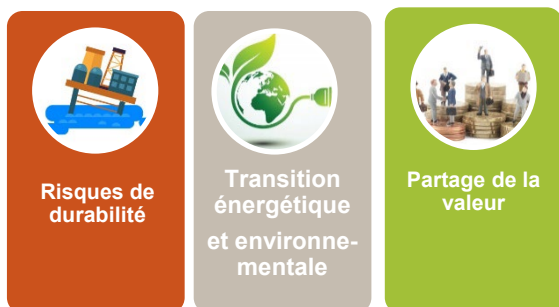 Risques de
durabilité
Transition
énergétique
et environne-
mentale
Partage de la
valeur